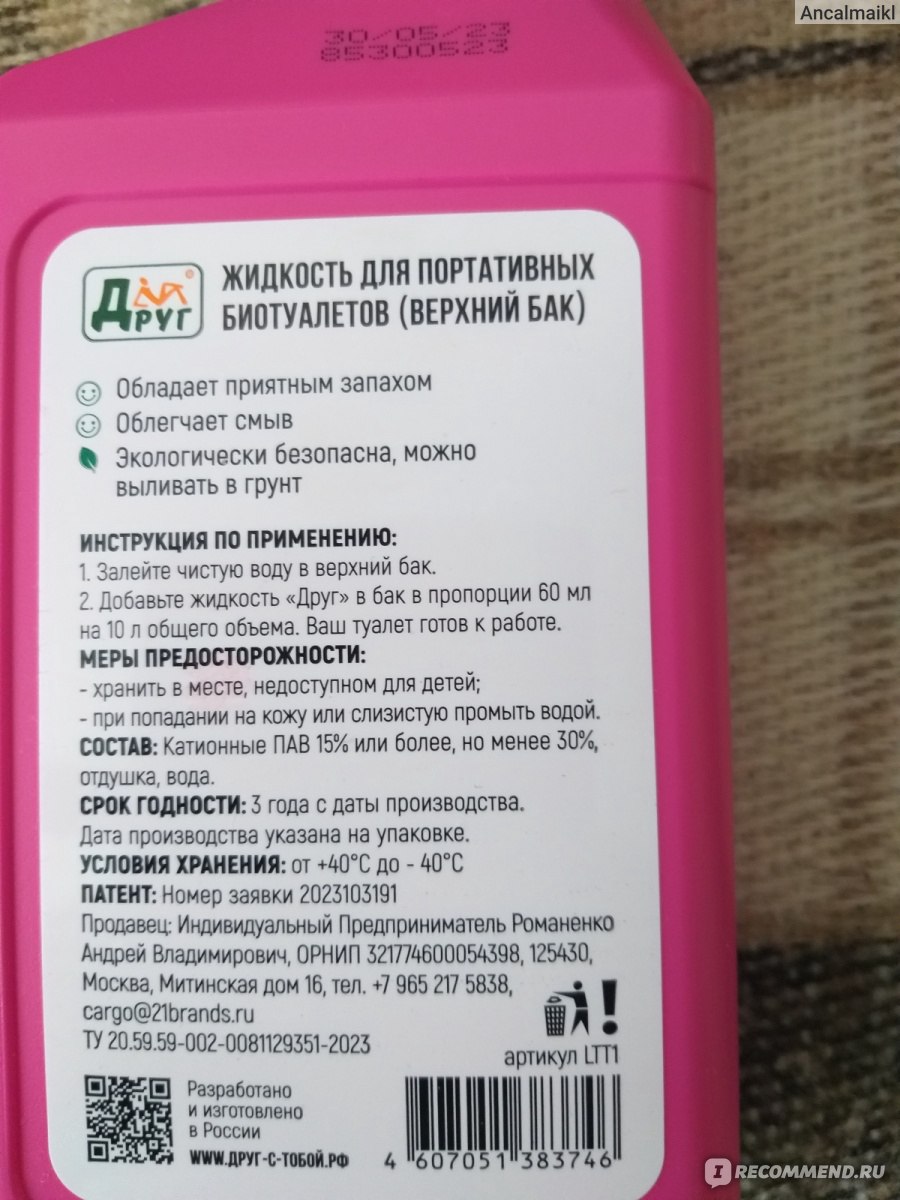 Ancalmaikl
30/05/23
85300523
Друг®
ЖИДКОСТЬ ДЛЯ ПОРТАТИВНЫХ
БИОТУАЛЕТОВ (ВЕРХНИЙ БАК)
Обладает приятным запахом
Облегчает смыв
Экологически безопасна, можно
выливать в грунт
ИНСТРУКЦИЯ ПО ПРИМЕНЕНИЮ:
1. Залейте чистую воду в верхний бак.
2. Добавьте жидкость «Друг» в бак в пропорции 60 мл
на 10 л общего объема. Ваш туалет готов к работе.
МЕРЫ ПРЕДОСТОРОЖНОСТИ:
- хранить в месте, недоступном для детей;
- при попадании на кожу или слизистую промыть водой.
СОСТАВ: Катионные ПАВ 15% или более, но менее 30%,
отдушка, вода.
СРОК ГОДНОСТИ: 3 года с даты производства.
Дата производства указана на упаковке.
УСЛОВИЯ ХРАНЕНИЯ: от +40°С до - 40°С
ПАТЕНТ: Номер заявки 2023103191
Продавец: Индивидуальный Предприниматель Романенко
Андрей Владимирович, ОРНИП 321774600054398, 125430,
Москва, Митинская дом 16, тел. +7 965 217 5838,
cargo@21brands.ru
ТУ 20.59.59-002-0081129351-2023
артикул LTT1
Разработано
и изготовлено
в России
WWW.ДРУГ-С-ТОБОЙ.РФ
4 607051 383746
IRECOMMEND.RU